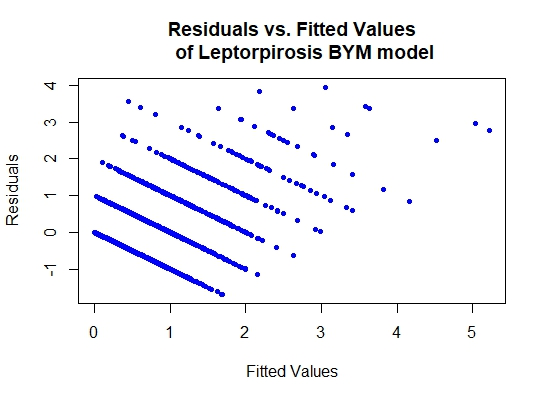 Residuals vs. Fitted Values
of Leptorpirosis BYM model
Residuals
4
3
2
1
0
-1
0 1 2 3 4 5
Fitted Values